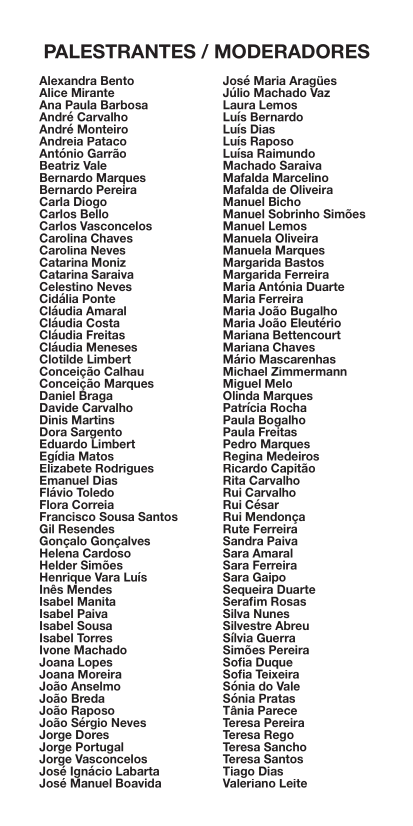 PALESTRANTES / MODERADORES
Alexandra Bento
Alice Mirante
Ana Paula Barbosa
André Carvalho
André Monteiro
Andreia Pataco
António Garrão
Beatriz Vale
Bernardo Marques
Bernardo Pereira
Carla Diogo
Carlos Bello
Carlos Vasconcelos
Carolina Chaves
Carolina Neves
Catarina Moniz
Catarina Saraiva
Celestino Neves
Cidália Ponte
Cláudia Amaral
Cláudia Costa
Cláudia Freitas
Cláudia Meneses
Clotilde Limbert
Conceição Calhau
Conceição Marques
Daniel Braga
Davide Carvalho
Dinis Martins
Dora Sargento
Eduardo Limbert
Egídia Matos
Elizabete Rodrigues
Emanuel Dias
Flávio Toledo
Flora Correia
Francisco Sousa Santos
Gil Resendes
Gonçalo Gonçalves
Helena Cardoso
Helder Simões
Henrique Vara Luís
Inês Mendes
Isabel Manita
Isabel Paiva
Isabel Sousa
Isabel Torres
Ivone Machado
Joana Lopes
Joana Moreira
João Anselmo
João Breda
João Raposo
João Sérgio Neves
Jorge Dores
Jorge Portugal
Jorge Vasconcelos
José Ignácio Labarta
José Manuel Boavida
José Maria Aragües
Júlio Machado Vaz
Laura Lemos
Luís Bernardo
Luís Dias
Luís Raposo
Luísa Raimundo
Machado Saraiva
Mafalda Marcelino
Mafalda de Oliveira
Manuel Bicho
Manuel Sobrinho Simões
Manuel Lemos
Manuela Oliveira
Manuela Marques
Margarida Bastos
Margarida Ferreira
Maria Antónia Duarte
Maria Ferreira
Maria João Bugalho
Maria João Eleutério
Mariana Bettencourt
Mariana Chaves
Mário Mascarenhas
Michael Zimmermann
Miguel Melo
Olinda Marques
Patrícia Rocha
Paula Bogalho
Paula Freitas
Pedro Marques
Regina Medeiros
Ricardo Capitão
Rita Carvalho
Rui Carvalho
Rui César
Rui Mendonça
Rute Ferreira
Sandra Paiva
Sara Amaral
Sara Ferreira
Sara Gaipo
Sequeira Duarte
Serafim Rosas
Silva Nunes
Silvestre Abreu
Sílvia Guerra
Simões Pereira
Sofia Duque
Sofia Teixeira
Sónia do Vale
Sónia Pratas
Tânia Parece
Teresa Pereira
Teresa Rego
Teresa Sancho
Teresa Santos
Tiago Dias
Valeriano Leite